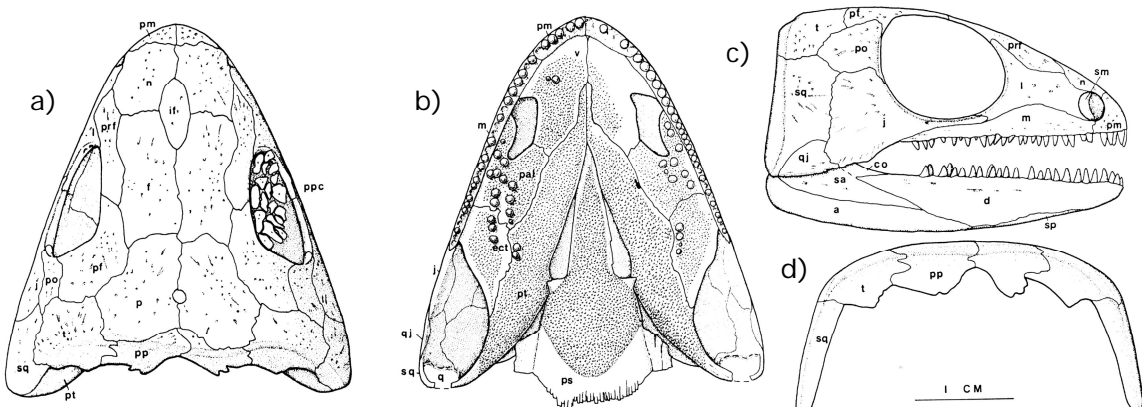 a)
pm
n
if
prf
l
f
ppc
pf
po
j
p
t
pp
sq
pt
b)
pm
v
m
pal
ect
j
pt
qj
sq
q
ps
c)
t
pf
po
prf
n
sm
sq
l
j
m
pm
qj
co
sa
d
a
sp
d)
pp
t
sq
1 CM